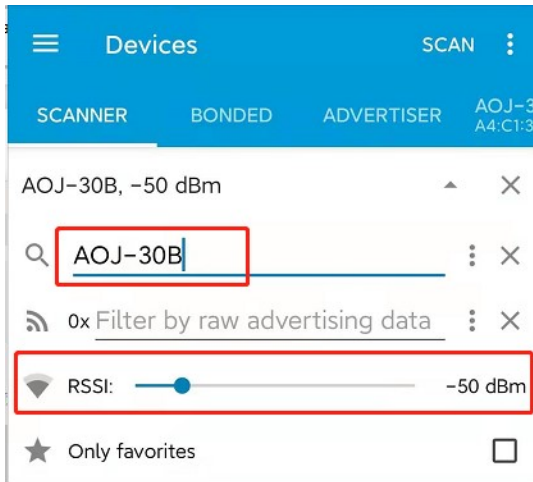 Devices
SCAN
SCANNER
BONDED
ADVERTISER
AOJ-3
A4:C1:3
AOJ-30B, -50 dBm
AOJ-30B
0x Filter by raw advertising data
RSSI:
-50 dBm
Only favorites